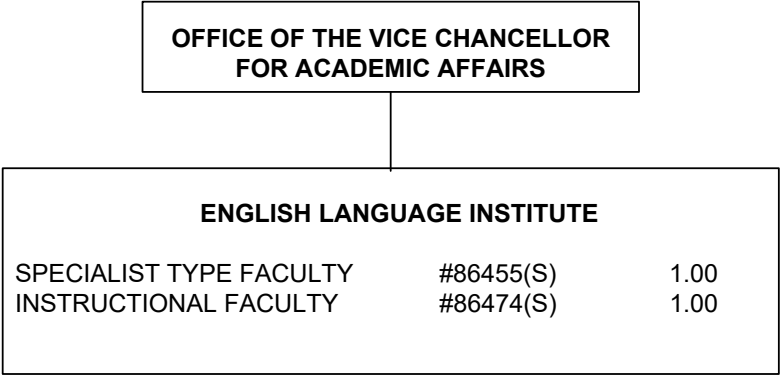 OFFICE OF THE VICE CHANCELLOR
FOR ACADEMIC AFFAIRS
ENGLISH LANGUAGE INSTITUTE
SPECIALIST TYPE FACULTY #86455(S) 1.00
INSTRUCTIONAL FACULTY #86474(S) 1.00